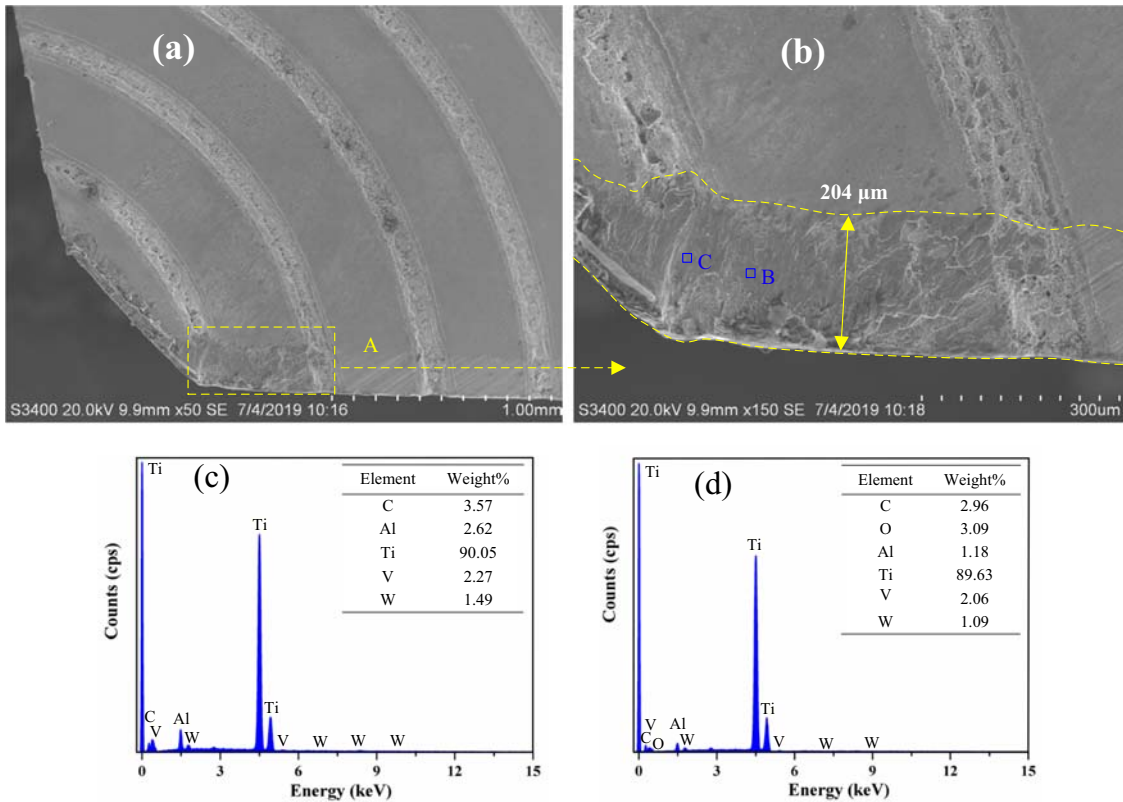 (a)
A
S3400 20.0kV 9.9mm x50 SE 7/4/2019 10:16 1.00mm
(b)
204 µm
C
B
S3400 20.0kV 9.9mm x150 SE 7/4/2019 10:18 300um
(c)
Element Weight%
C 3.57
Al 2.62
Ti 90.05
V 2.27
W 1.49
Ti
Ti
C
V
Al
W
Ti
V
W
W
W
0 3 6 9 12 15
Energy (keV)
Counts (cps)
(d)
Element Weight%
C 2.96
O 3.09
Al 1.18
Ti 89.63
V 2.06
W 1.09
Ti
Ti
V
C
O
Al
W
Ti
V
W
W
0 3 6 9 12 15
Energy (keV)
Counts (cps)